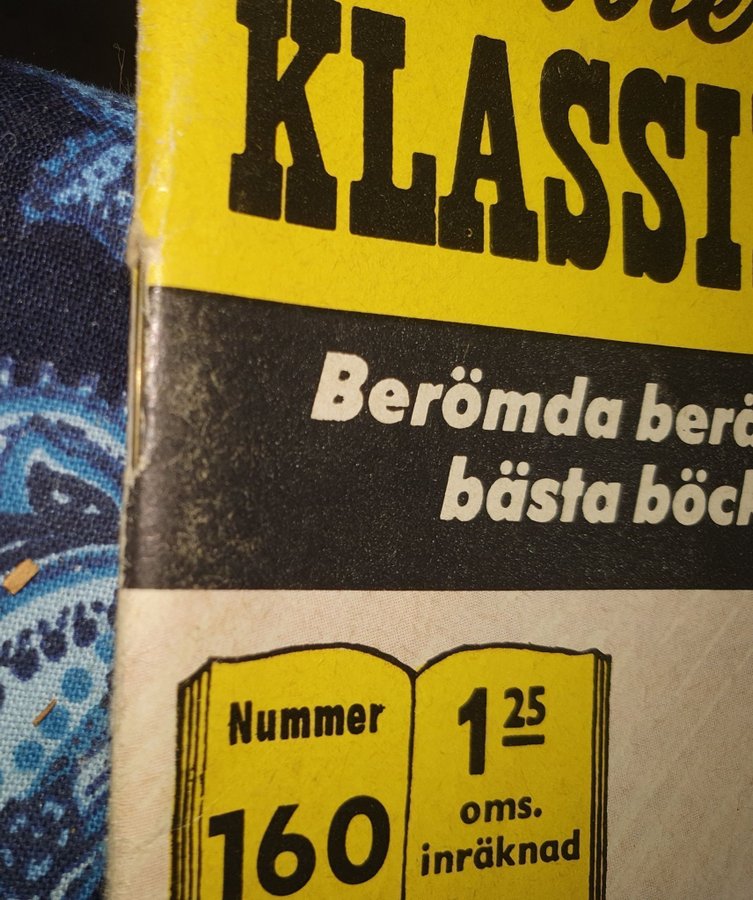 KLASSI
Berömda berä
bästa böck
Nummer
160
1 25
oms.
inräknad